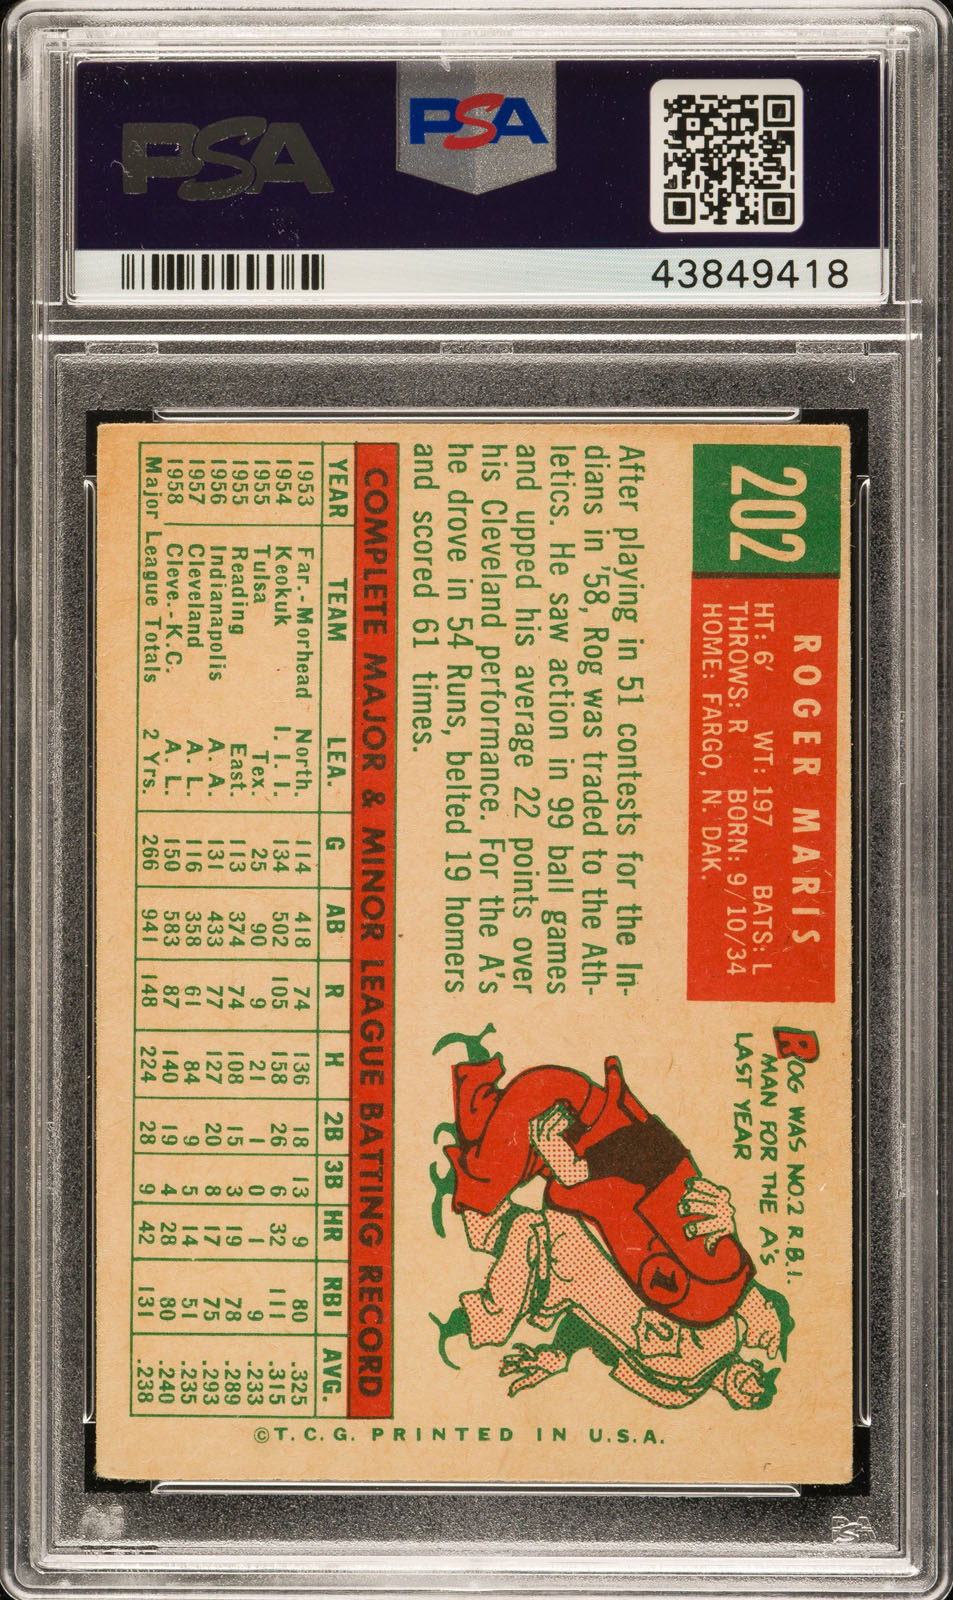 PSA
PSA
43849418
202
ROGER MARIS
HT: 6' WT: 197 BATS: L
THROWS: R BORN: 9/10/34
HOME: FARGO, N. DAK.
After playing in 51 contests for the In-
dians in '58, Rog was traded to the Ath-
letics. He saw action in 99 ball games
and upped his average 22 points over
his Cleveland performance. For the A's
he drove in 54 Runs, belted 19 homers
and scored 61 times.
ROG WAS NO.2 R.B.I.
MAN FOR THE A'S
LAST YEAR
1
2
COMPLETE MAJOR & MINOR LEAGUE BATTING RECORD
YEAR TEAM LEA. G AB R H 2B 3B HR RBI AVG.
1953 Far.-Morhead North. 114 418 74 136 18 13 9 80 .325
1954 Keokuk I. I. I. 134 502 105 158 26 6 32 111 .315
1955 Tulsa Tex. 25 90 9 21 1 0 1 9 .233
1955 Reading East. 113 374 74 108 15 3 19 78 .289
1956 Indianapolis A. A. 131 433 77 127 20 8 17 75 .293
1957 Cleveland A. L. 116 358 61 84 9 5 14 51 .235
1958 Cleve.-K.C. A. L. 150 583 87 140 19 4 28 80 .240
Major League Totals 2 Yrs. 266 941 148 224 28 9 42 131 .238
©T.C.G. PRINTED IN U.S.A.
PSA